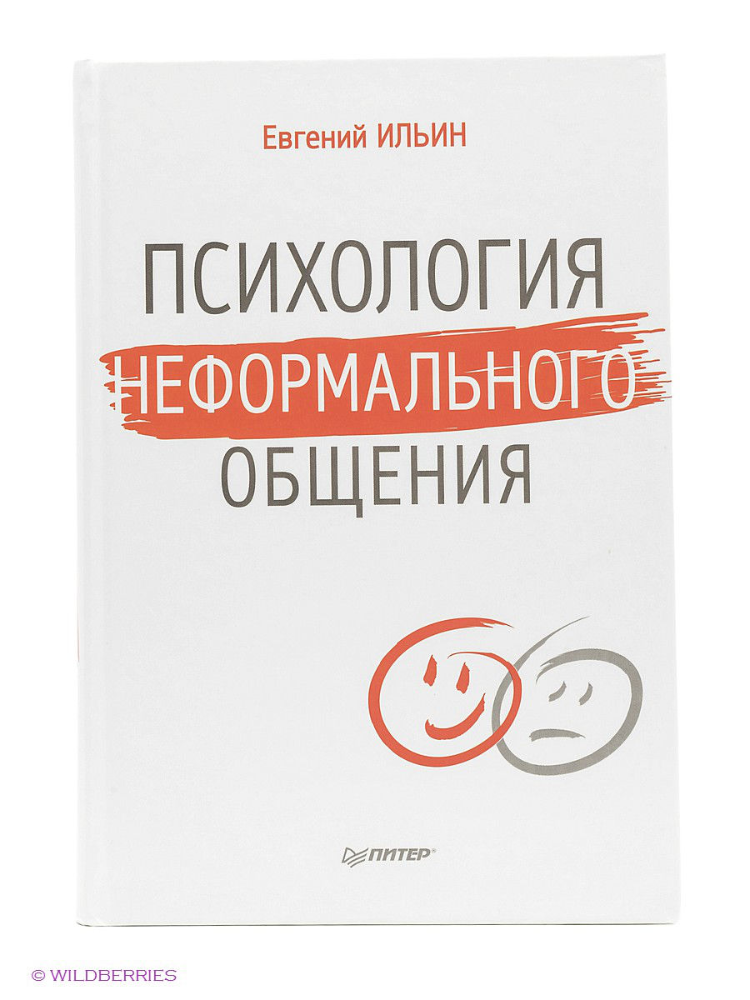 Евгений ИЛЬИН
ПСИХОЛОГИЯ
НЕФОРМАЛЬНОГО
ОБЩЕНИЯ
ПИТЕР®
© WILDBERRIES